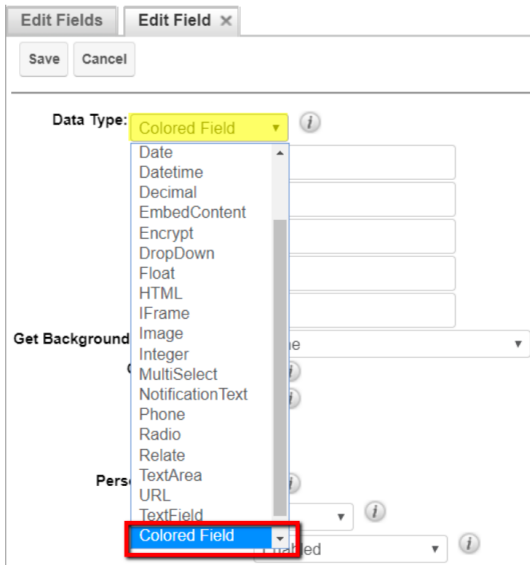 Edit Fields Edit Field ×
Save Cancel
Data Type: Colored Field
Date
Datetime
Decimal
EmbedContent
Encrypt
DropDown
Float
HTML
IFrame
Get Background
Image
Integer
MultiSelect
NotificationText
Phone
Radio
Relate
TextArea
Pers
URL
TextField
Colored Field